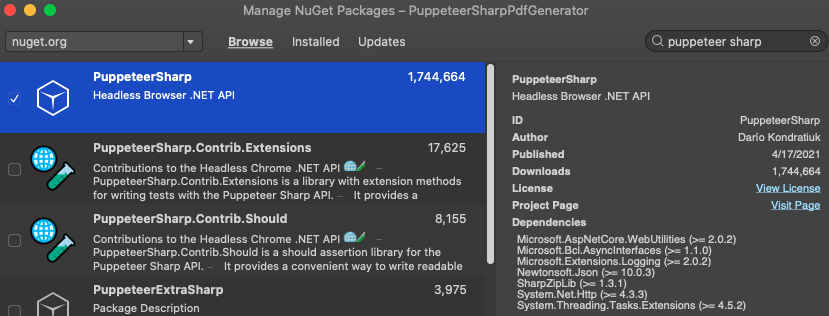 Manage NuGet Packages – PuppeteerSharpPdfGenerator
nuget.org
Browse
Installed
Updates
puppeteer sharp
PuppeteerSharp 1,744,664
Headless Browser .NET API
PuppeteerSharp.Contrib.Extensions 17,625
Contributions to the Headless Chrome .NET API 🌐🧪 –
PuppeteerSharp.Contrib.Extensions is a library with extension methods
for writing tests with the Puppeteer Sharp API. – It provides a
PuppeteerSharp.Contrib.Should 8,155
Contributions to the Headless Chrome .NET API 🌐🧪 –
PuppeteerSharp.Contrib.Should is a should assertion library for the
Puppeteer Sharp API. – It provides a convenient way to write readable
PuppeteerExtraSharp 3,975
Package Description
PuppeteerSharp
Headless Browser .NET API
ID PuppeteerSharp
Author Darío Kondratiuk
Published 4/17/2021
Downloads 1,744,664
License View License
Project Page Visit Page
Dependencies
Microsoft.AspNetCore.WebUtilities (>= 2.0.2)
Microsoft.Bcl.AsyncInterfaces (>= 1.1.0)
Microsoft.Extensions.Logging (>= 2.0.2)
Newtonsoft.Json (>= 10.0.3)
SharpZipLib (>= 1.3.1)
System.Net.Http (>= 4.3.3)
System.Threading.Tasks.Extensions (>= 4.5.2)